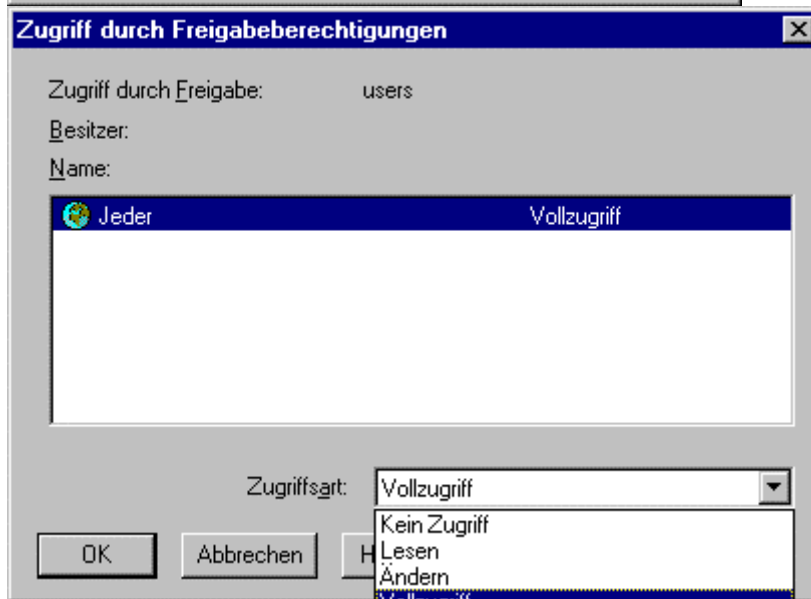 Zugriff durch Freigabeberechtigungen
Zugriff durch Freigabe: users
Besitzer:
Name:
Jeder Vollzugriff
Zugriffsart: Vollzugriff
Kein Zugriff
Lesen
Ändern
Vollzugriff
OK Abbrechen H